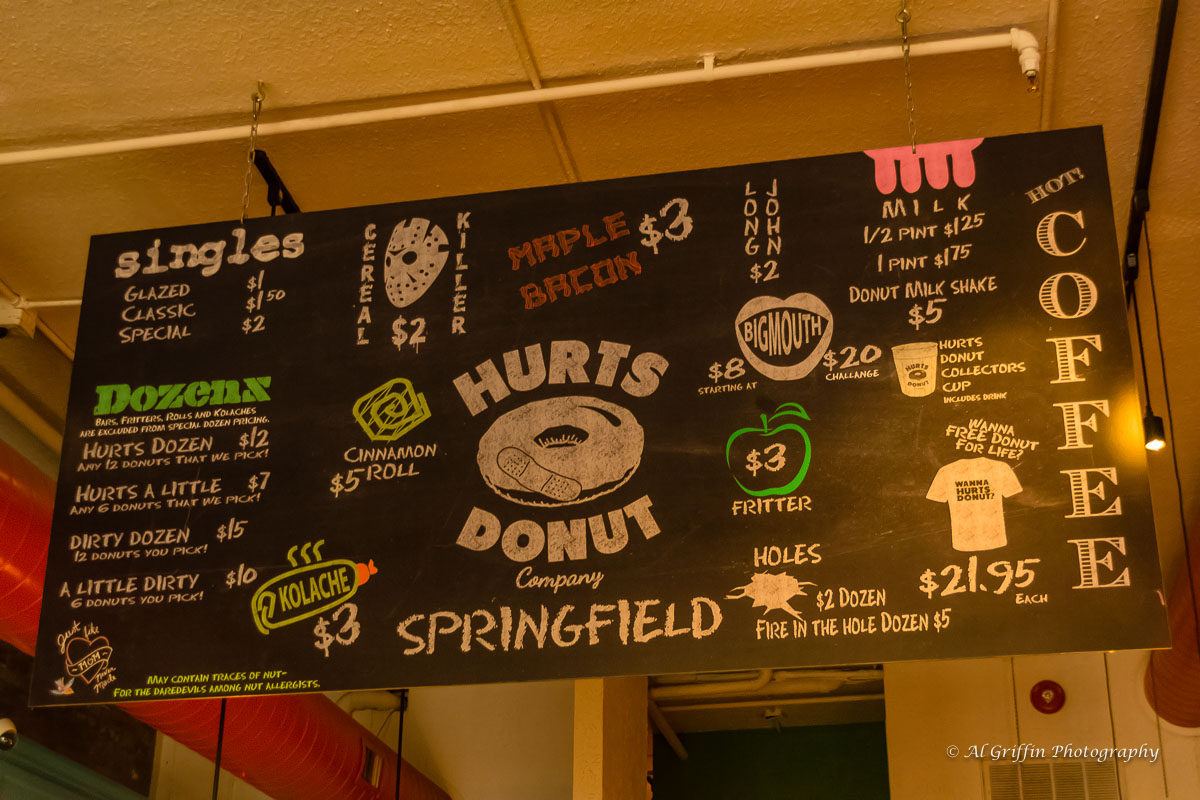 singles
GLAZED $1
CLASSIC $1 50
SPECIAL $2
CEREAL
KILLER
$2
MAPLE
BACON
$3
LONG
JOHN
$2
MILK
1/2 PINT $1 25
1 PINT $1 75
DONUT MILK SHAKE
$5
HOT!
COFFEE
DOZENX
BARS, FRITTERS, ROLLS AND KOLACHES
ARE EXCLUDED FROM SPECIAL DOZEN PRICING.
HURTS DOZEN $12
ANY 12 DONUTS THAT WE PICK!
HURTS A LITTLE $7
ANY 6 DONUTS THAT WE PICK!
DIRTY DOZEN $15
12 DONUTS YOU PICK!
A LITTLE DIRTY $10
6 DONUTS YOU PICK!
Just like
MOM
MAY CONTAIN TRACES OF NUT-
FOR THE DAREDEVILS AMONG NUT ALLERGISTS.
CINNAMON
$5 ROLL
KOLACHE
$3
HURTS
DONUT
Company
SPRINGFIELD
BIGMOUTH
$8
STARTING AT
$20
CHALLANGE
$3
FRITTER
HOLES
$2 DOZEN
FIRE IN THE HOLE DOZEN $5
HURTS
DONUT
HURTS
DONUT
COLLECTORS
CUP
INCLUDES DRINK
WANNA
FREE DONUT
FOR LIFE?
WANNA
HURTS
DONUT?
$21.95
EACH
© Al Griffin Photography